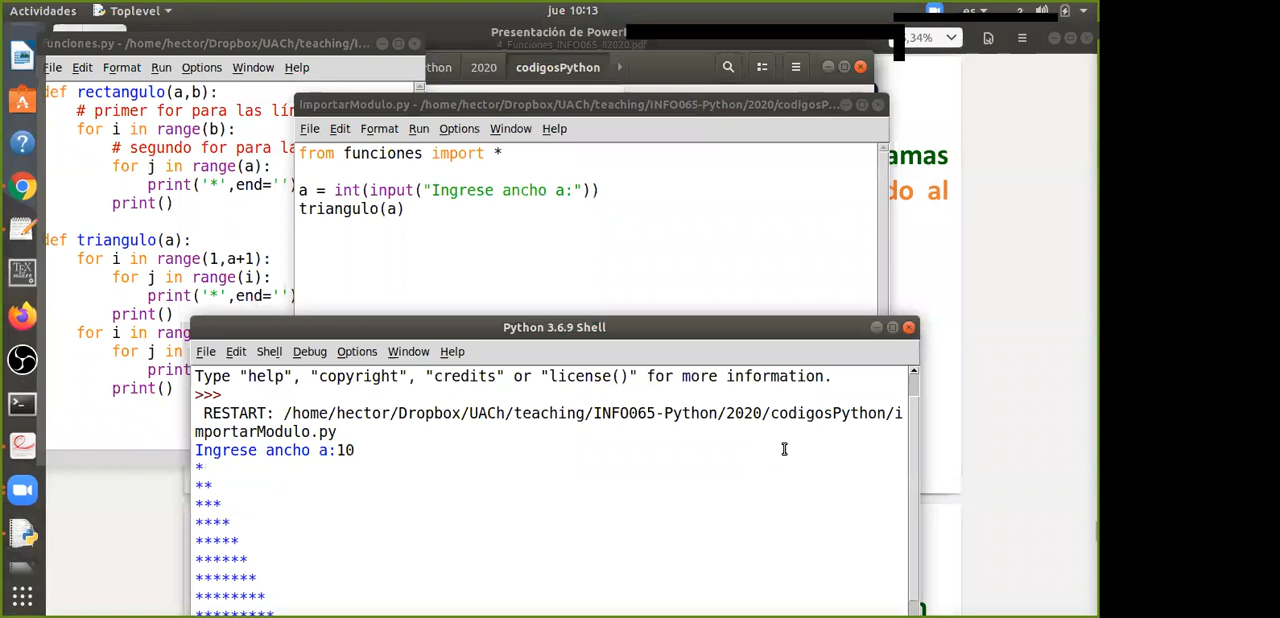 Actividades
Toplevel
jue 10:13
es
?
Presentación de Power
4_Funciones_INFO065_II2020.pdf
,34%
funciones.py - /home/hector/Dropbox/UACh/teaching/I...
File Edit Format Run Options Window Help
def rectangulo(a,b):
# primer for para las lín
for i in range(b):
# segundo for para la
for j in range(a):
print('*',end='')
print()
def triangulo(a):
for i in range(1,a+1):
for j in range(i):
print('*',end='')
print()
for i in rang
for j in
print
print()
thon
2020
codigosPython
importarModulo.py - /home/hector/Dropbox/UACh/teaching/INFO065-Python/2020/codigosP...
File Edit Format Run Options Window Help
from funciones import *
a = int(input("Ingrese ancho a:"))
triangulo(a)
amas
do al
Python 3.6.9 Shell
File Edit Shell Debug Options Window Help
Type "help", "copyright", "credits" or "license()" for more information.
>>>
RESTART: /home/hector/Dropbox/UACh/teaching/INFO065-Python/2020/codigosPython/i
mportarModulo.py
Ingrese ancho a:10
*
**
***
****
*****
******
*******
********
*********